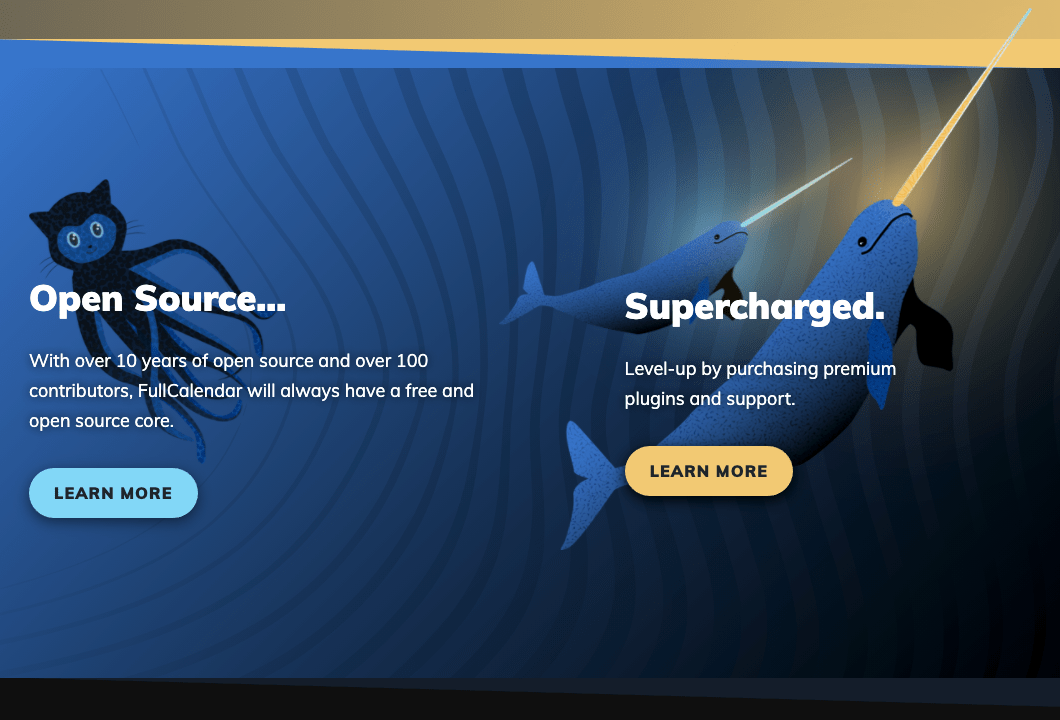 Open Source...
With over 10 years of open source and over 100
contributors, FullCalendar will always have a free and
open source core.
LEARN MORE
Supercharged.
Level-up by purchasing premium
plugins and support.
LEARN MORE